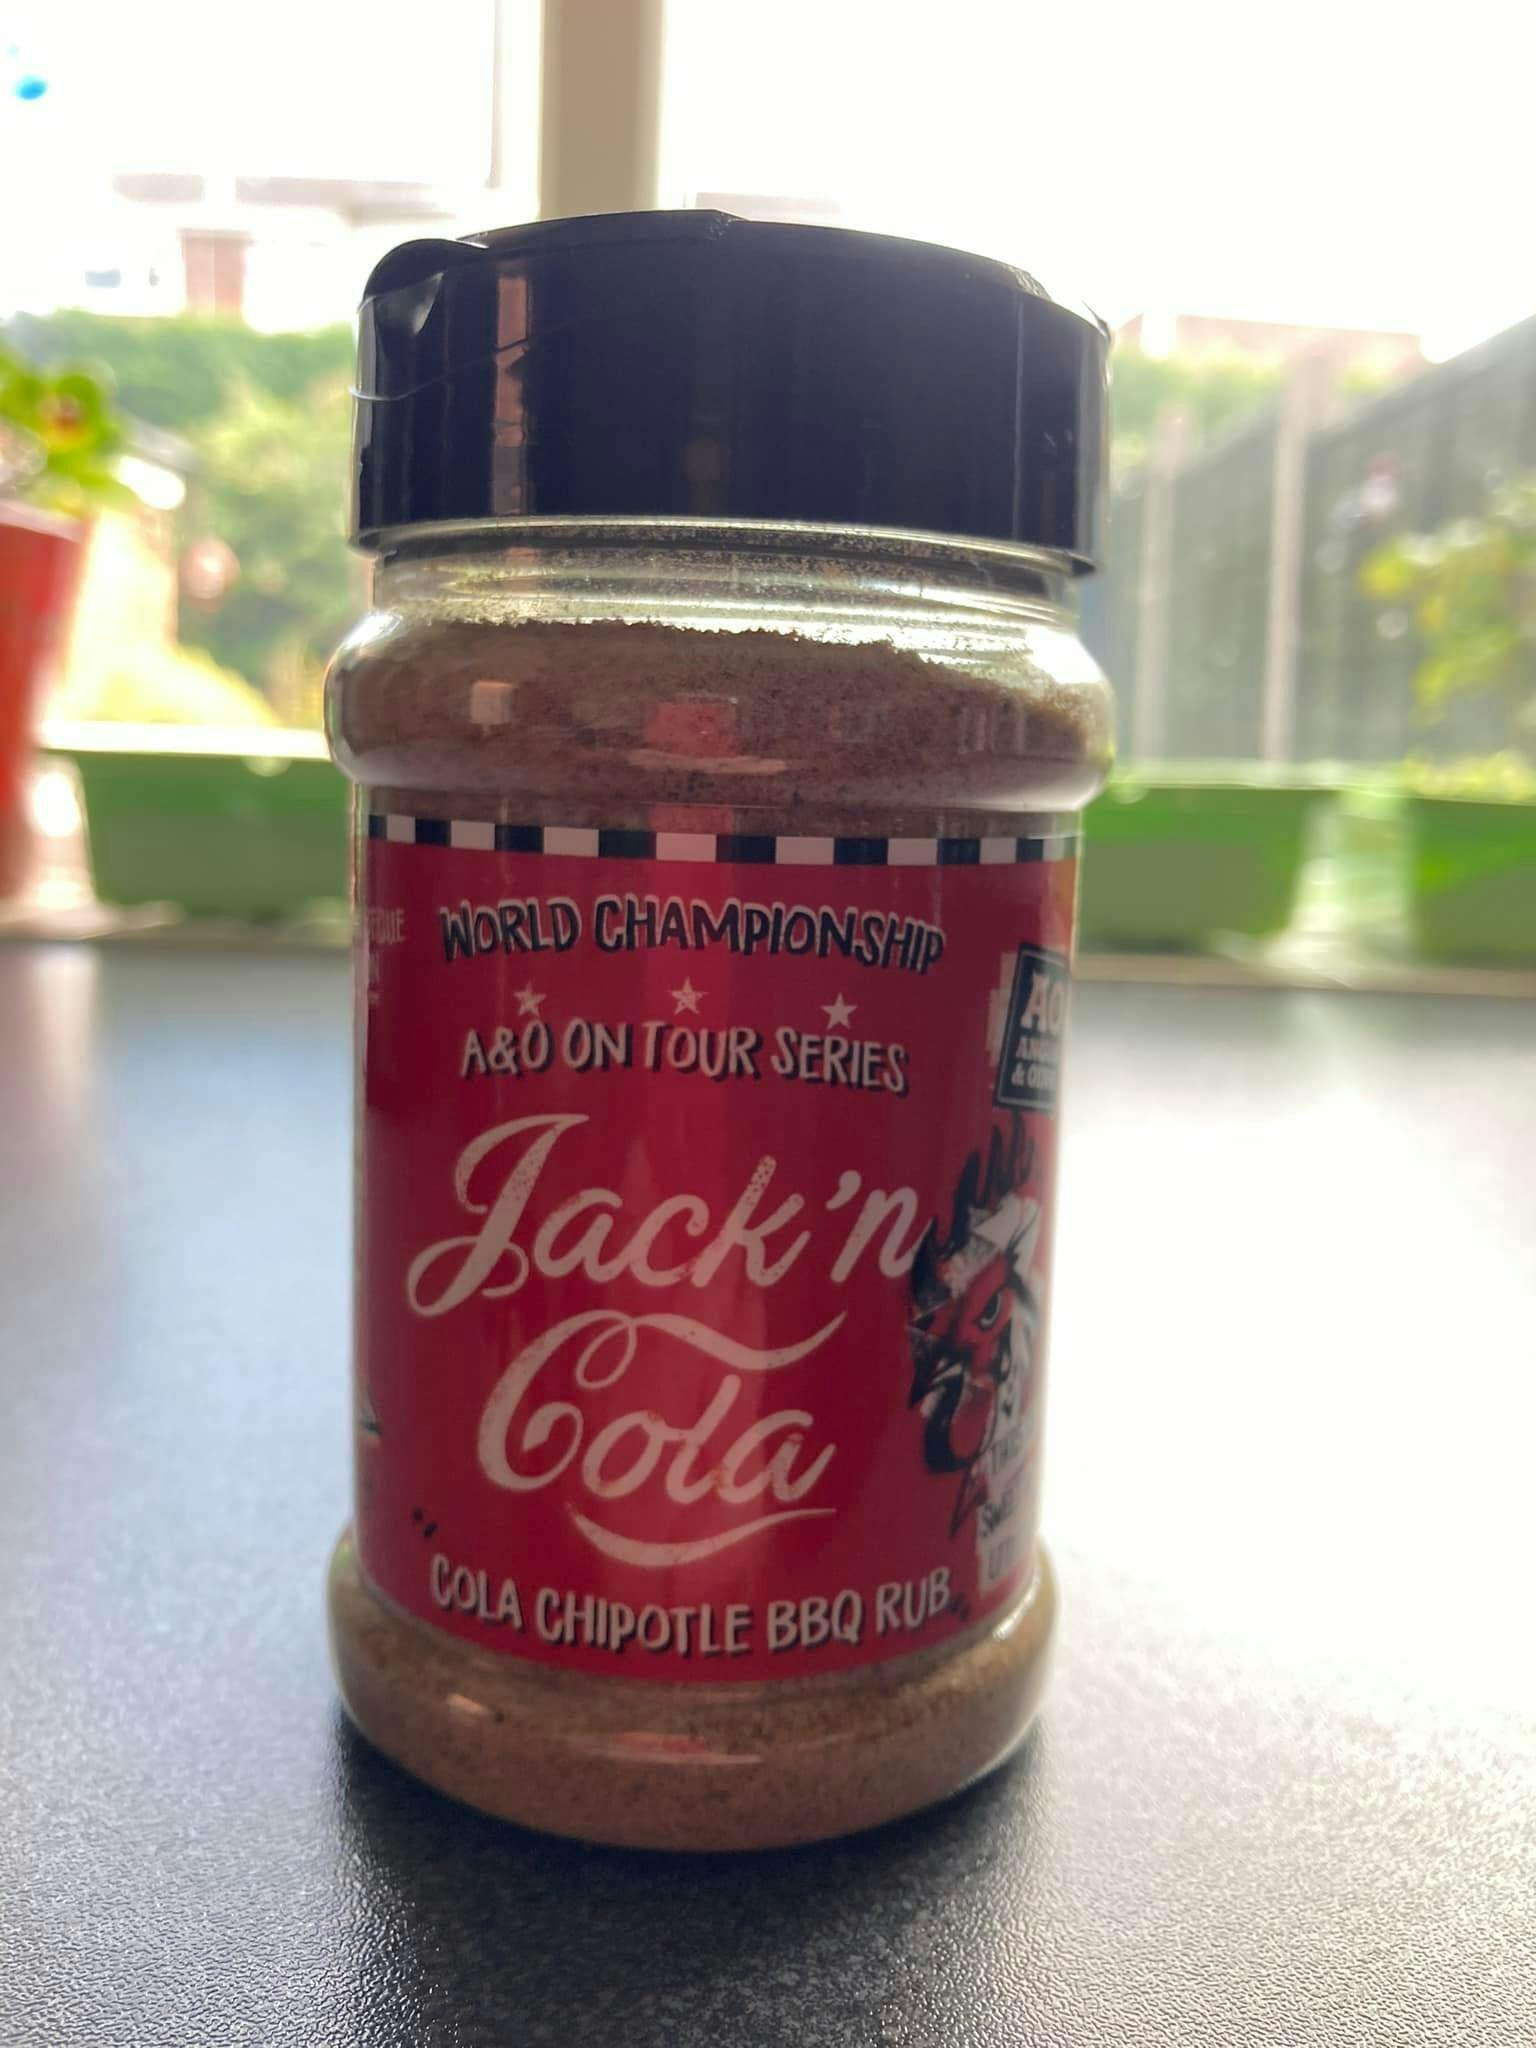 WORLD CHAMPIONSHIP
A&O ON TOUR SERIES
Jack'n
Cola
COLA CHIPOTLE BBQ RUB